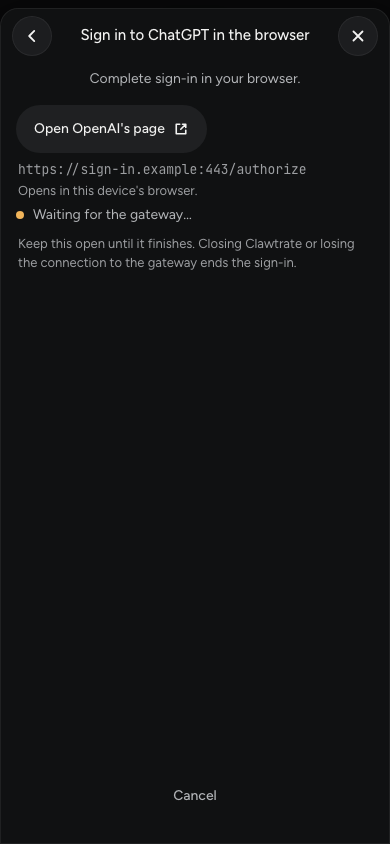 Sign in to ChatGPT in the browser
Complete sign-in in your browser.
Open OpenAI's page
https://sign-in.example:443/authorize
Opens in this device's browser.
Waiting for the gateway...
Keep this open until it finishes. Closing Clawtrate or losing
the connection to the gateway ends the sign-in.
Cancel